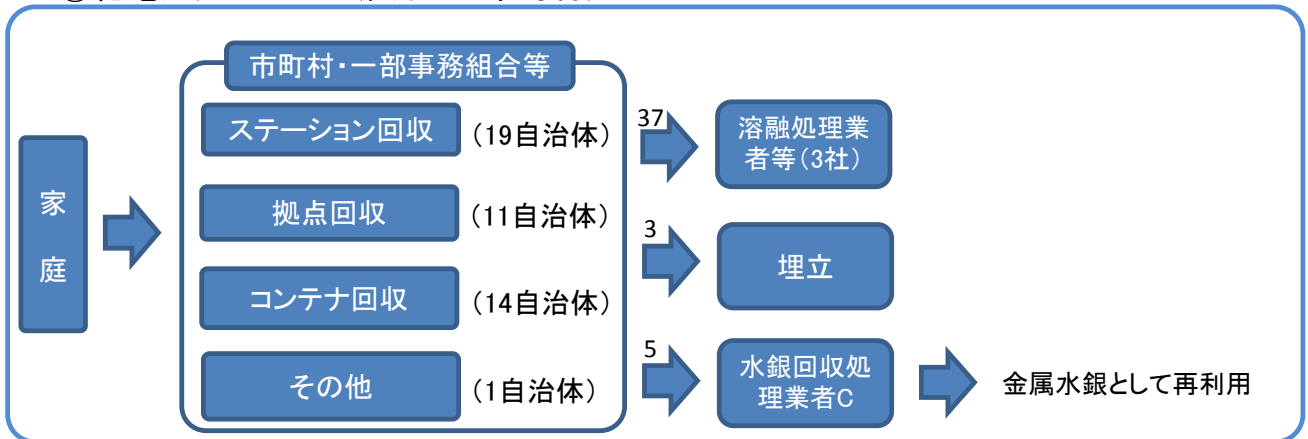 市町村・一部事務組合等
家
庭
ステーション回収
(19自治体)
拠点回収
(11自治体)
コンテナ回収
(14自治体)
その他
(1自治体)
37
溶融処理業
者等(3社)
3
埋立
5
水銀回収処
理業者C
金属水銀として再利用